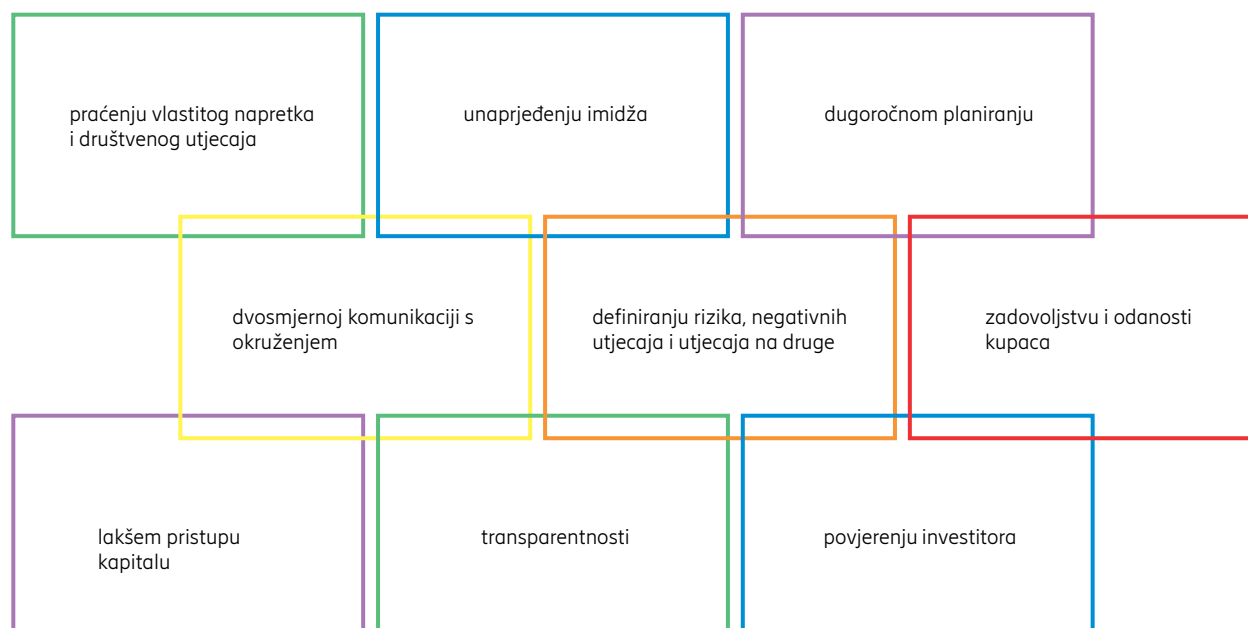 praćenju vlastitog napretka
i društvenog utjecaja
unaprjeđenju imidža
dugoročnom planiranju
dvosmjernoj komunikaciji s
okruženjem
definiranju rizika, negativnih
utjecaja i utjecaja na druge
zadovoljstvu i odanosti
kupaca
lakšem pristupu
kapitalu
transparentnosti
povjerenju investitora